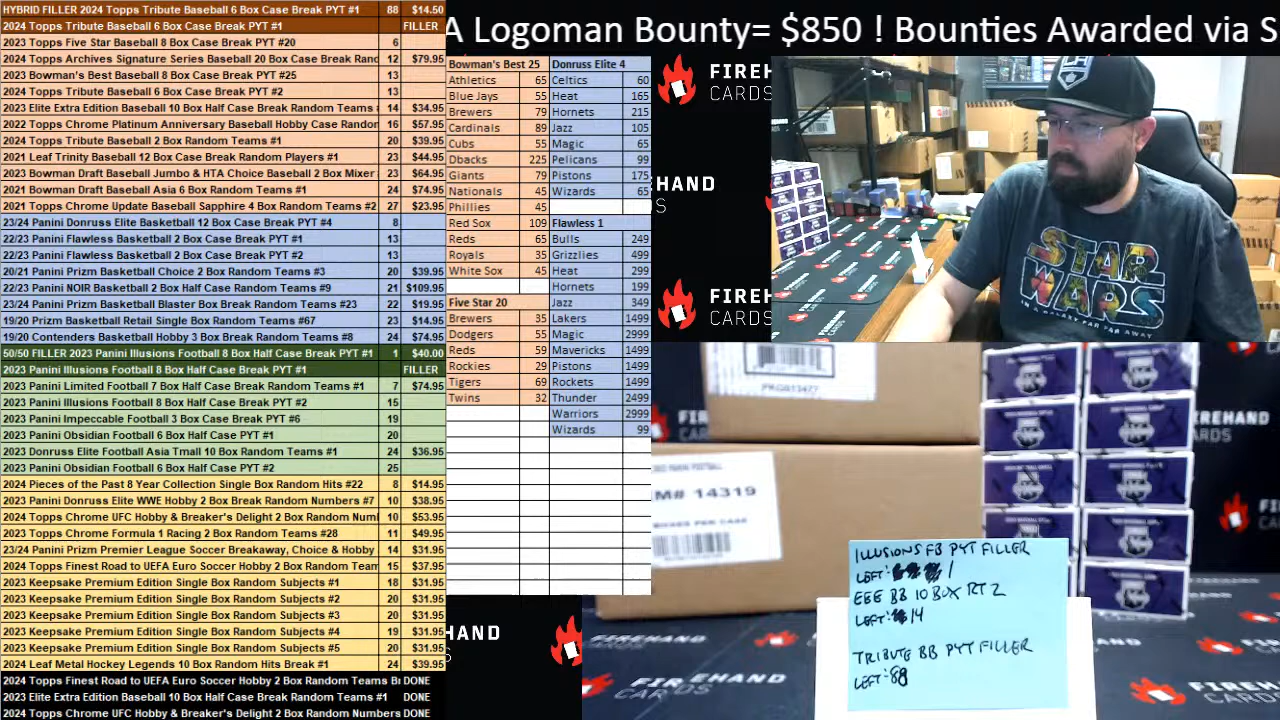 HYBRID FILLER 2024 Topps Tribute Baseball 6 Box Case Break PYT #1 88 $14.50
2024 Topps Tribute Baseball 6 Box Case Break PYT #1 FILLER
2023 Topps Five Star Baseball 8 Box Case Break PYT #20 6
2024 Topps Archives Signature Series Baseball 20 Box Case Break Rand 12 $79.95
2023 Bowman's Best Baseball 8 Box Case Break PYT #25 13
2024 Topps Tribute Baseball 6 Box Case Break PYT #2 13
2023 Elite Extra Edition Baseball 10 Box Half Case Break Random Teams 14 $34.95
2022 Topps Chrome Platinum Anniversary Baseball Hobby Case Random 16 $57.95
2024 Topps Tribute Baseball 2 Box Random Teams #1 20 $39.95
2021 Leaf Trinity Baseball 12 Box Case Break Random Players #1 23 $44.95
2023 Bowman Draft Baseball Jumbo & HTA Choice Baseball 2 Box Mixer 23 $64.95
2021 Bowman Draft Baseball Asia 6 Box Random Teams #1 24 $74.95
2021 Topps Chrome Update Baseball Sapphire 4 Box Random Teams #2 27 $23.95
23/24 Panini Donruss Elite Basketball 12 Box Case Break PYT #4 8
22/23 Panini Flawless Basketball 2 Box Case Break PYT #1 13
22/23 Panini Flawless Basketball 2 Box Case Break PYT #2 13
20/21 Panini Prizm Basketball Choice 2 Box Random Teams #3 20 $39.95
22/23 Panini NOIR Basketball 2 Box Half Case Random Teams #9 21 $109.95
23/24 Panini Prizm Basketball Blaster Box Break Random Teams #23 22 $19.95
19/20 Prizm Basketball Retail Single Box Random Teams #67 23 $14.95
19/20 Contenders Basketball Hobby 3 Box Break Random Teams #8 24 $74.95
50/50 FILLER 2023 Panini Illusions Football 8 Box Half Case Break PYT #1 1 $40.00
2023 Panini Illusions Football 8 Box Half Case Break PYT #1 FILLER
2023 Panini Limited Football 7 Box Half Case Break Random Teams #1 7 $74.95
2023 Panini Illusions Football 8 Box Half Case Break PYT #2 15
2023 Panini Impeccable Football 3 Box Case Break PYT #6 19
2023 Panini Obsidian Football 6 Box Half Case PYT #1 20
2023 Donruss Elite Football Asia Tmall 10 Box Random Teams #1 24 $36.95
2023 Panini Obsidian Football 6 Box Half Case PYT #2 25
2024 Pieces of the Past 8 Year Collection Single Box Random Hits #22 8 $14.95
2023 Panini Donruss Elite WWE Hobby 2 Box Break Random Numbers #7 10 $38.95
2024 Topps Chrome UFC Hobby & Breaker's Delight 2 Box Random Num 10 $53.95
2023 Topps Chrome Formula 1 Racing 2 Box Random Teams #28 11 $49.95
23/24 Panini Prizm Premier League Soccer Breakaway, Choice & Hobby 14 $31.95
2024 Topps Finest Road to UEFA Euro Soccer Hobby 2 Box Random Team 15 $37.95
2023 Keepsake Premium Edition Single Box Random Subjects #1 18 $31.95
2023 Keepsake Premium Edition Single Box Random Subjects #2 20 $31.95
2023 Keepsake Premium Edition Single Box Random Subjects #3 20 $31.95
2023 Keepsake Premium Edition Single Box Random Subjects #4 19 $31.95
2023 Keepsake Premium Edition Single Box Random Subjects #5 20 $31.95
2024 Leaf Metal Hockey Legends 10 Box Random Hits Break #1 24 $39.95
2024 Topps Finest Road to UEFA Euro Soccer Hobby 2 Box Random Teams B DONE
2023 Elite Extra Edition Baseball 10 Box Half Case Break Random Teams #1 DONE
2024 Topps Chrome UFC Hobby & Breaker's Delight 2 Box Random Numbers DONE
A Logoman Bounty= $850 ! Bounties Awarded via S
Bowman's Best 25
Athletics 65
Blue Jays 55
Brewers 79
Cardinals 89
Cubs 55
Dbacks 225
Giants 79
Nationals 45
Phillies 45
Red Sox 109
Reds 65
Royals 35
White Sox 45
Five Star 20
Brewers 35
Dodgers 55
Reds 59
Rockies 29
Tigers 69
Twins 32
Donruss Elite 4
Celtics 60
Heat 165
Hornets 215
Jazz 105
Magic 65
Pelicans 99
Pistons 175
Wizards 65
Flawless 1
Bulls 249
Grizzlies 499
Heat 299
Hornets 199
Jazz 349
Lakers 1499
Magic 2999
Mavericks 1499
Pistons 1499
Rockets 1499
Thunder 2499
Warriors 2999
Wizards 99
FIREH
CARDS
EHAND
FIREH
CARDS
STAR
WARS
IN A GALAXY FAR FAR AWAY
M# 14319
BOXES PER CASE
FIREHAND
CARDS
HAND
FIREHAND
CARDS
ILLUSIONS FB PYT FILLER
LEFT: 1
EEE BB 10 BOX RT 2
LEFT: 14
TRIBUTE BB PYT FILLER
LEFT: 88